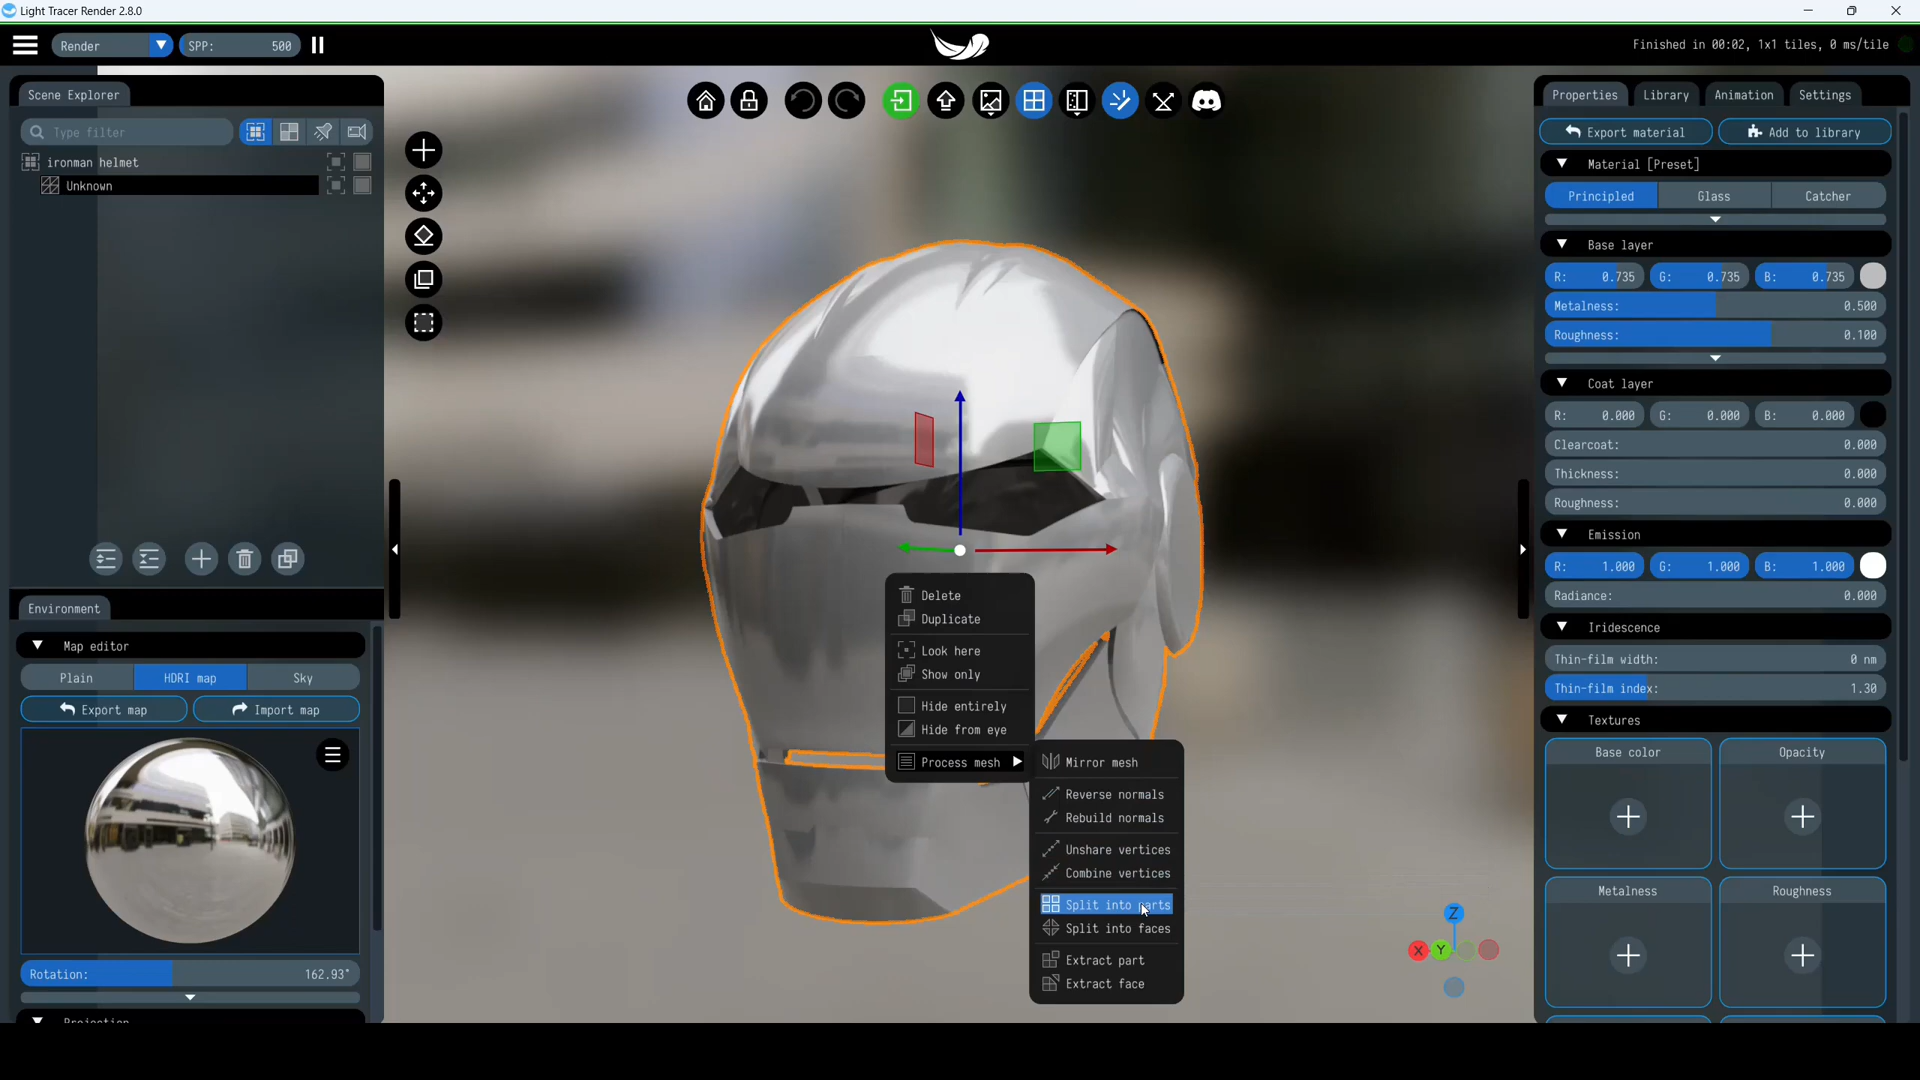 Light Tracer Render 2.8.0
Render
SPP: 500
Finished in 00:02, 1x1 tiles, 0 ms/tile
Scene Explorer
Type filter
ironman helmet
Unknown
Environment
Map editor
Plain HDRI map Sky
Export map Import map
Rotation: 162.93°
Projection
Delete
Duplicate
Look here
Show only
Hide entirely
Hide from eye
Process mesh
Mirror mesh
Reverse normals
Rebuild normals
Unshare vertices
Combine vertices
Split into parts
Split into faces
Extract part
Extract face
Z
X Y
Properties Library Animation Settings
Export material Add to library
Material [Preset]
Principled Glass Catcher
Base layer
R: 0.735 G: 0.735 B: 0.735
Metalness: 0.500
Roughness: 0.100
Coat layer
R: 0.000 G: 0.000 B: 0.000
Clearcoat: 0.000
Thickness: 0.000
Roughness: 0.000
Emission
R: 1.000 G: 1.000 B: 1.000
Radiance: 0.000
Iridescence
Thin-film width: 0 nm
Thin-film index: 1.30
Textures
Base color Opacity
Metalness Roughness